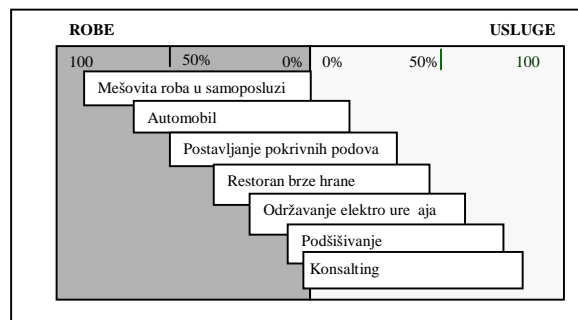 ROBE USLUGE
100 50% 0% 0% 50% 100
Mešovita roba u samoposluzi
Automobil
Postavljanje pokrivnih podova
Restoran brze hrane
Održavanje elektro ure aja
Podšišivanje
Konsalting